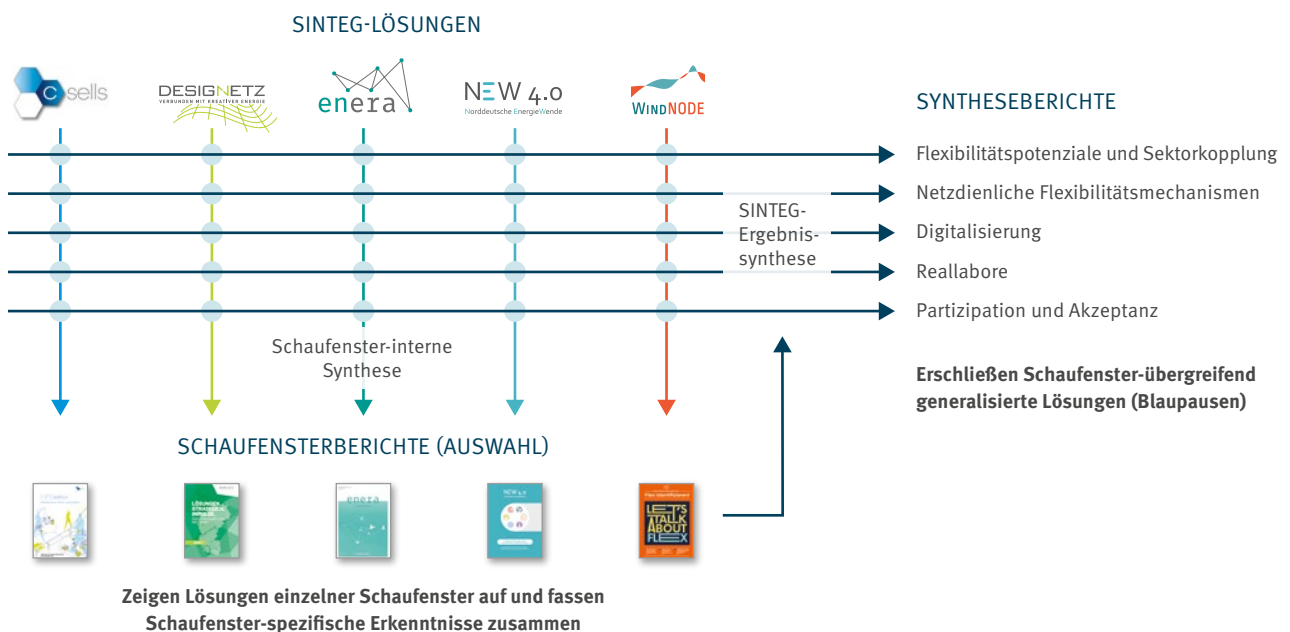 SINTEG-LÖSUNGEN
C sells
DESIGNETZ
VERBUNDEN MIT KREATIVER ENERGIE
enera
NEW 4.0
Norddeutsche EnergieWende
WINDNODE
SYNTHESEBERICHTE
Flexibilitätspotenziale und Sektorkopplung
Netzdienliche Flexibilitätsmechanismen
Digitalisierung
Reallabore
Partizipation und Akzeptanz
SINTEG-
Ergebnis-
synthese
Schaufenster-interne
Synthese
Erschließen Schaufenster-übergreifend
generalisierte Lösungen (Blaupausen)
SCHAUFENSTERBERICHTE (AUSWAHL)
LÖSUNGEN
STRATEGIEN
IMPULSE
enera
NEW 4.0
LET'S
TALK
ABOUT
FLEX
Zeigen Lösungen einzelner Schaufenster auf und fassen
Schaufenster-spezifische Erkenntnisse zusammen